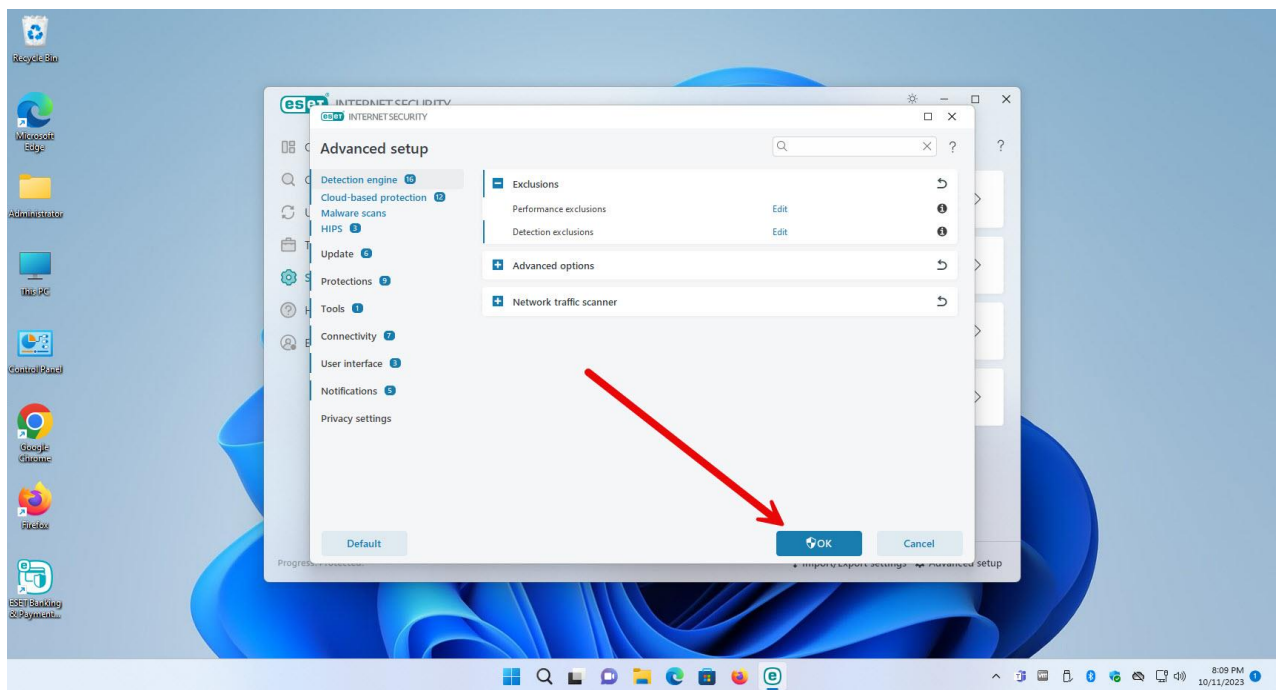 Recycle Bin
Microsoft
Edge
Administrator
This PC
Control Panel
Google
Chrome
Firefox
ESET Banking
& Payment...
INTERNET SECURITY
eset INTERNET SECURITY
Advanced setup
?
?
Detection engine 16
Cloud-based protection 12
Malware scans
HIPS 3
Update 6
Protections 9
Tools 1
Connectivity 7
User interface 3
Notifications 5
Privacy settings
Exclusions
Performance exclusions Edit
Detection exclusions Edit
Advanced options
Network traffic scanner
Default
OK
Cancel
Import/Export settings Advanced setup
8:09 PM
10/11/2023 1